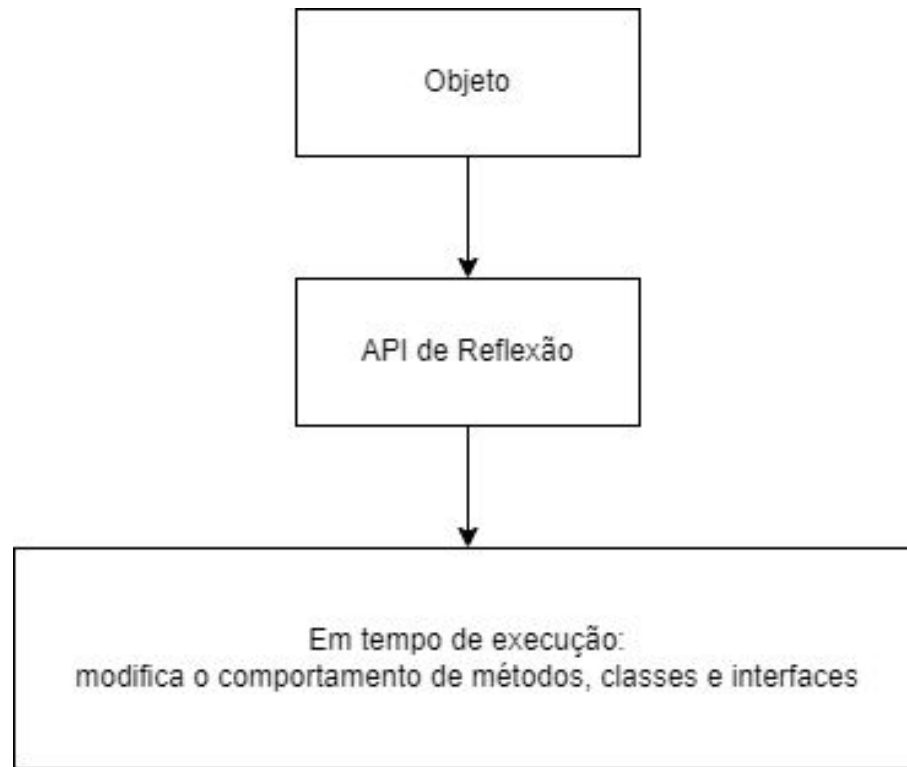 Objeto
API de Reflexão
Em tempo de execução:
modifica o comportamento de métodos, classes e interfaces